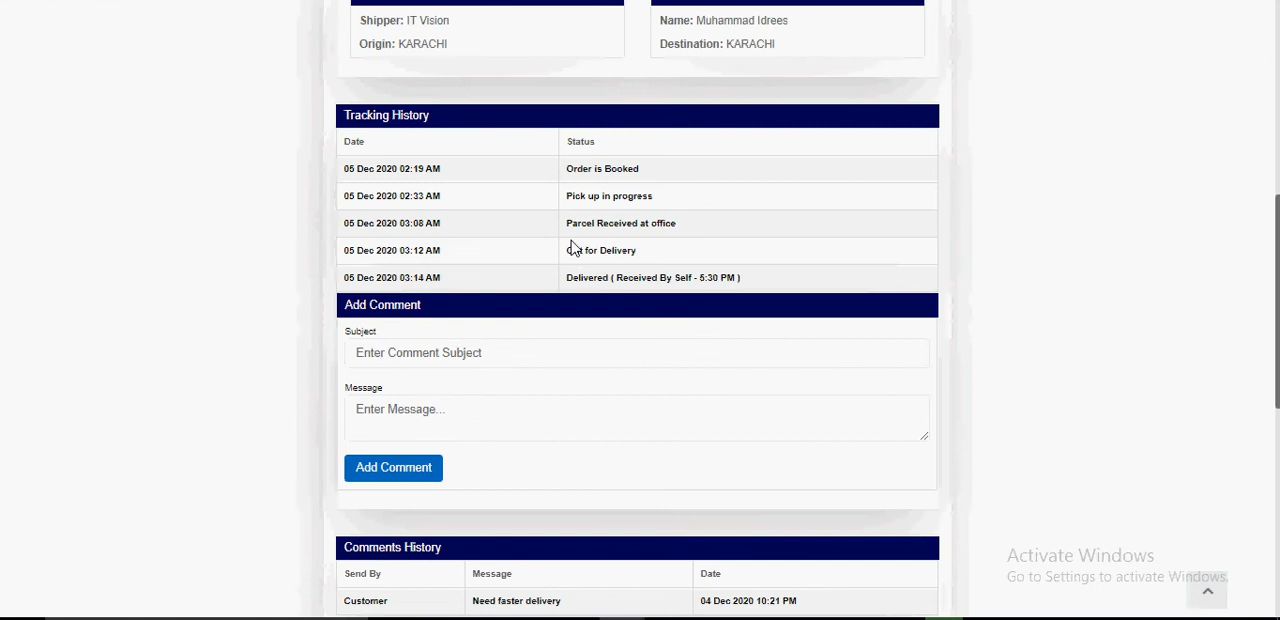 Shipper: IT Vision
Name: Muhammad Idrees
Origin: KARACHI
Destination: KARACHI
Tracking History
Date Status
05 Dec 2020 02:19 AM Order is Booked
05 Dec 2020 02:33 AM Pick up in progress
05 Dec 2020 03:08 AM Parcel Received at office
05 Dec 2020 03:12 AM Out for Delivery
05 Dec 2020 03:14 AM Delivered ( Received By Self - 5:30 PM )
Add Comment
Subject
Enter Comment Subject
Message
Enter Message...
Add Comment
Comments History
Send By Message Date
Customer Need faster delivery 04 Dec 2020 10:21 PM
Activate Windows
Go to Settings to activate Windows.